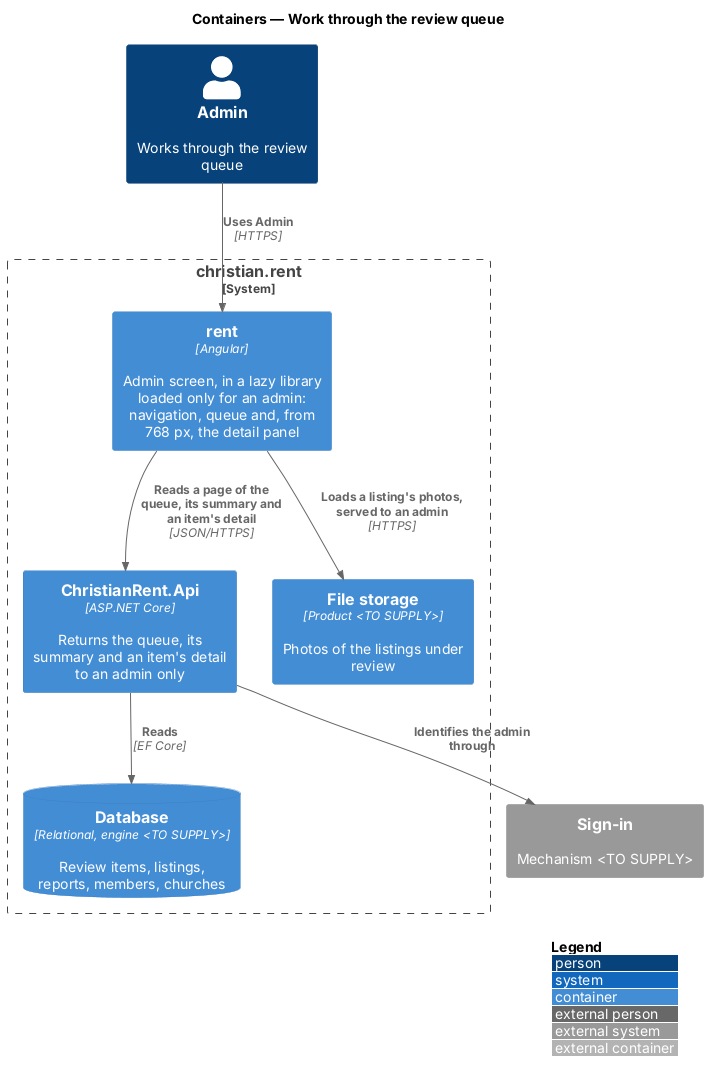 Containers — Work through the review queue
Admin
Works through the review
queue
Uses Admin
[HTTPS]
christian.rent
[System]
rent
[Angular]
Admin screen, in a lazy library
loaded only for an admin:
navigation, queue and, from
768 px, the detail panel
Reads a page of the
queue, its summary and
an item's detail
[JSON/HTTPS]
Loads a listing's photos,
served to an admin
[HTTPS]
ChristianRent.Api
[ASP.NET Core]
Returns the queue, its
summary and an item's detail
to an admin only
File storage
[Product <TO SUPPLY>]
Photos of the listings under
review
Reads
[EF Core]
Identifies the admin
through
Database
[Relational, engine <TO SUPPLY>]
Review items, listings,
reports, members, churches
Sign-in
Mechanism <TO SUPPLY>
Legend
person
system
container
external person
external system
external container